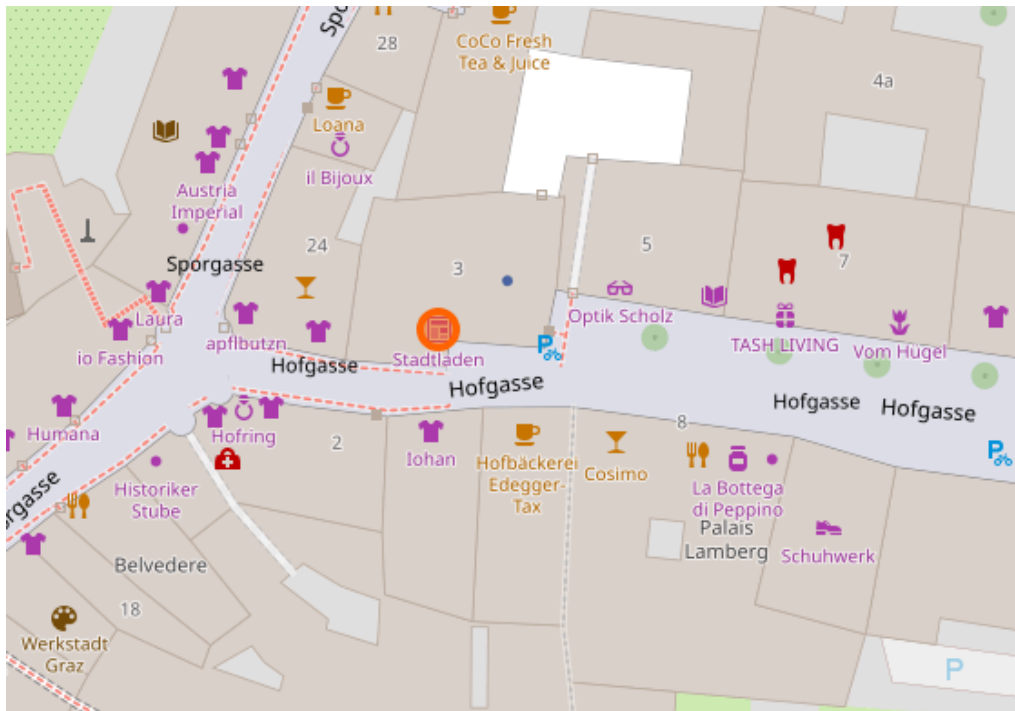 Spo
28
CoCo Fresh
Tea & Juice
4a
Loana
il Bijoux
Austria
Imperial
24
Sporgasse
3
5
7
Laura
io Fashion
apflbutzn
Optik Scholz
TASH LIVING
Vom Hügel
Stadtladen
Hofgasse
Hofgasse
Hofgasse
Hofgasse
Humana
Hofring
2
Iohan
8
Hofbäckerei
Edegger-
Tax
Cosimo
La Bottega
di Peppino
Palais
Lamberg
Schuhwerk
orgasse
Historiker
Stube
Belvedere
18
Werkstadt
Graz
P
P
P